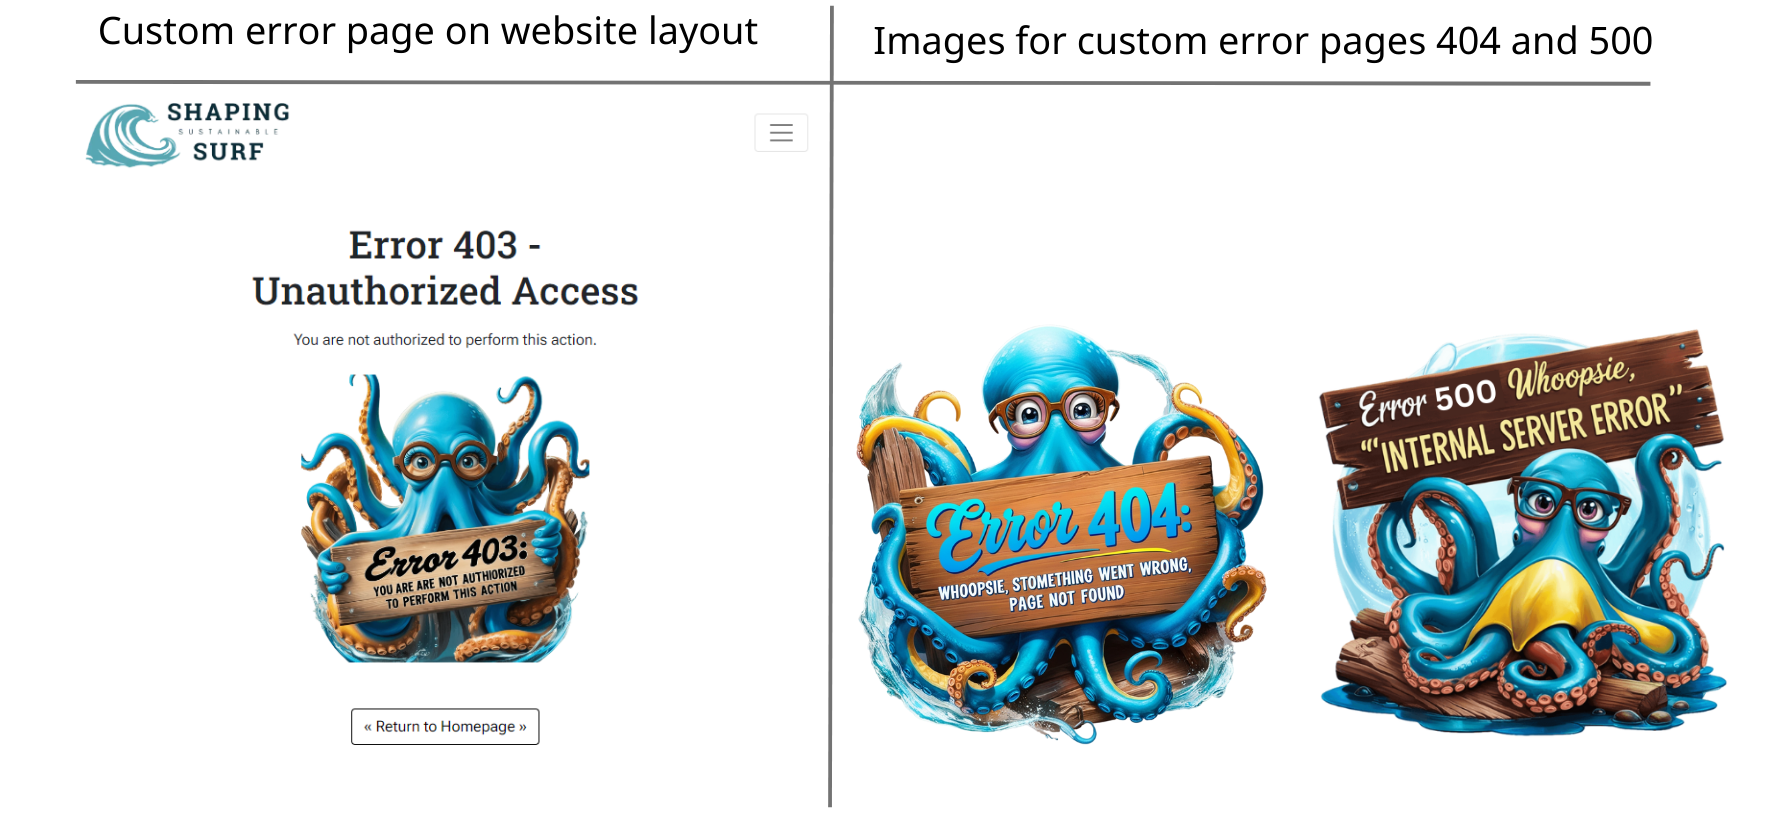 Custom error page on website layout
Images for custom error pages 404 and 500
SHAPING
SUSTAINABLE
SURF
Error 403 -
Unauthorized Access
You are not authorized to perform this action.
Error 403:
YOU ARE ARE NOT AUTHIORIZED
TO PERFORM THIS ACTION
« Return to Homepage »
Error 404:
WHOOPSIE, STOMETHING WENT WRONG,
PAGE NOT FOUND
Error 500 Whoopsie,
"“INTERNAL SERVER ERROR”